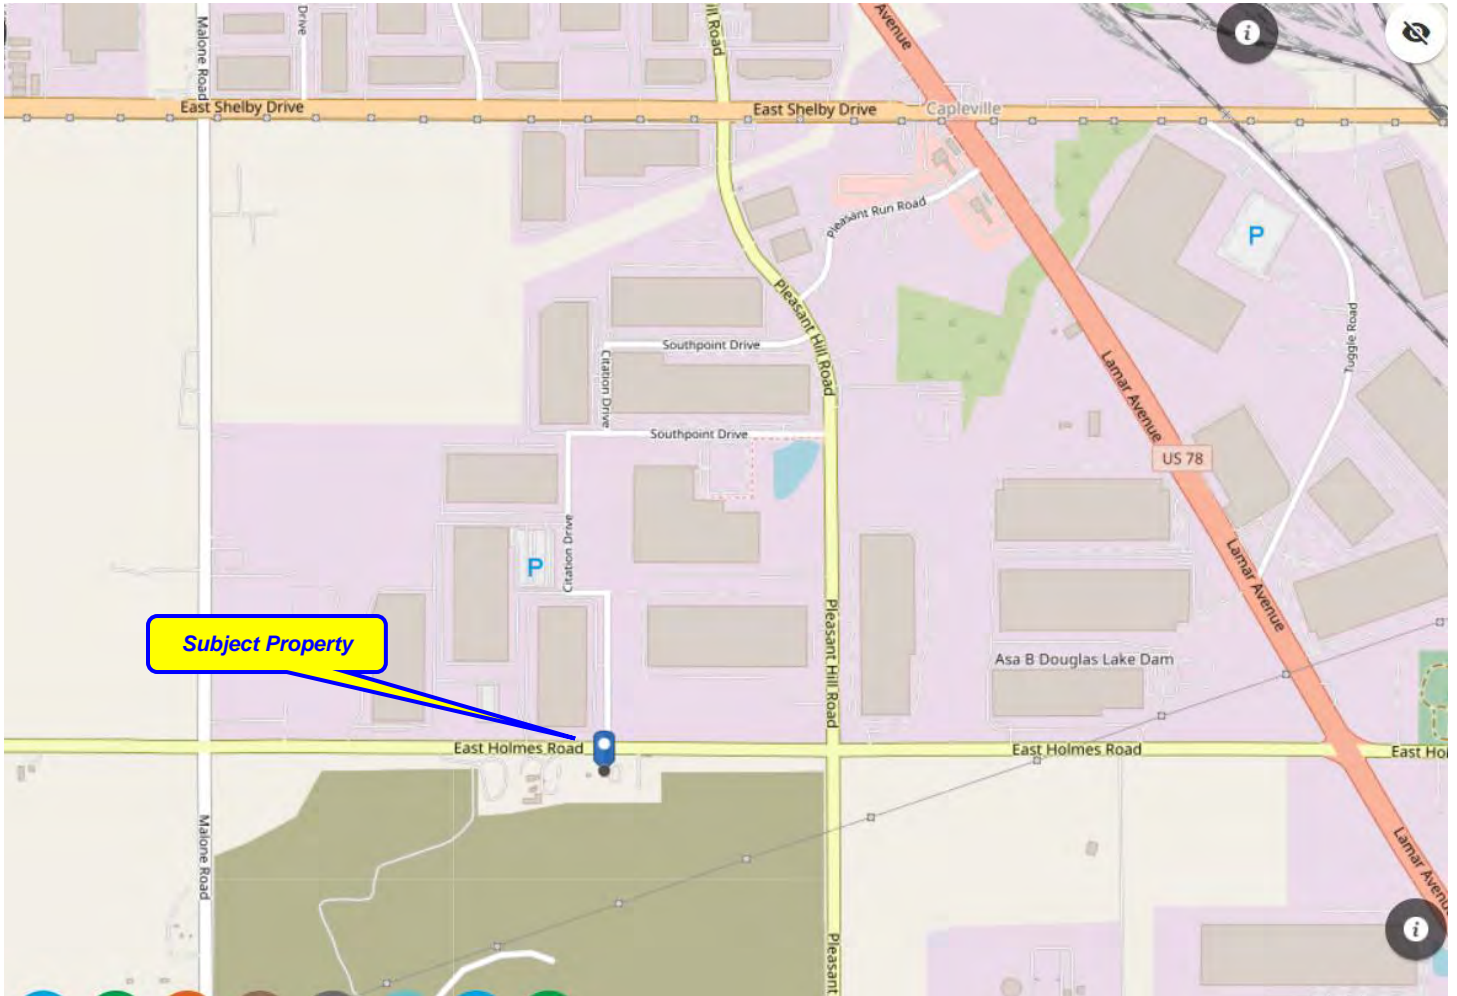 Malone Road
Drive
ill Road
Avenue
East Shelby Drive
East Shelby Drive
Capleville
Pleasant Run Road
P
Pleasant Hill Road
Southpoint Drive
Citation Drive
Tuggle Road
Lamar Avenue
Southpoint Drive
US 78
Citation Drive
P
Lamar Avenue
Pleasant Hill Road
Subject Property
Asa B Douglas Lake Dam
East Holmes Road
East Holmes Road
East Hol
Malone Road
Lamar Avenue
Pleasant